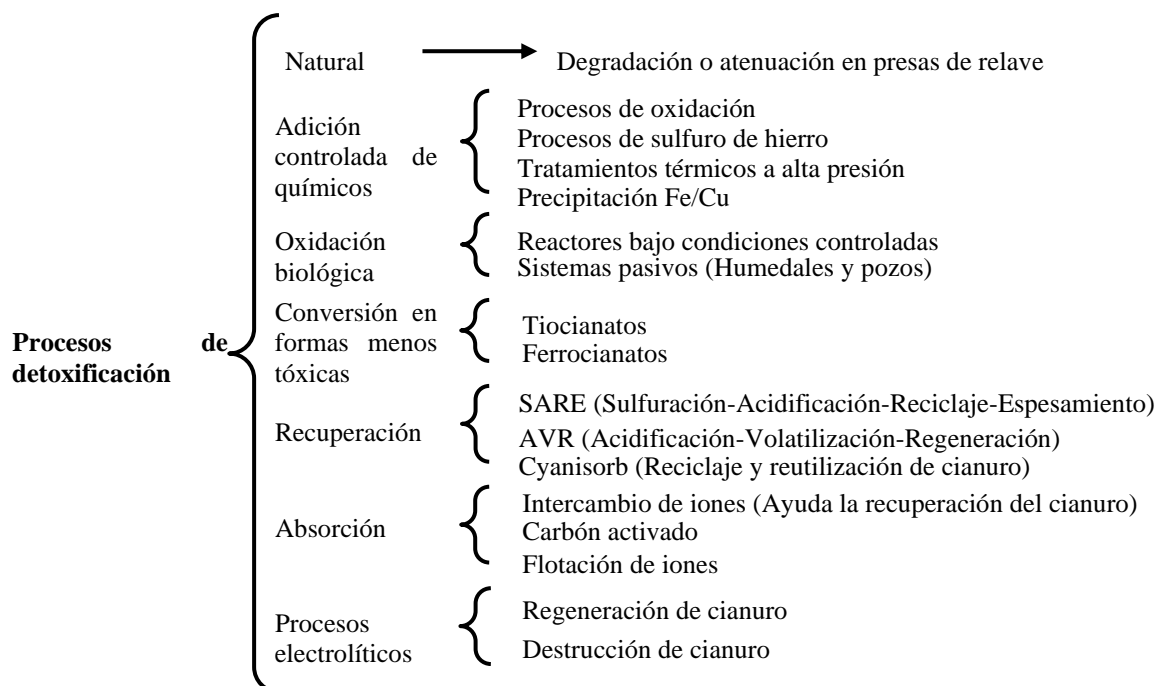 Natural
Degradación o atenuación en presas de relave
Adición
controlada de
químicos
Procesos de oxidación
Procesos de sulfuro de hierro
Tratamientos térmicos a alta presión
Precipitación Fe/Cu
Oxidación
biológica
Reactores bajo condiciones controladas
Sistemas pasivos (Humedales y pozos)
Procesos de
detoxificación
Conversión en
formas menos
tóxicas
Tiocianatos
Ferrocianatos
Recuperación
SARE (Sulfuración-Acidificación-Reciclaje-Espesamiento)
AVR (Acidificación-Volatilización-Regeneración)
Cyanisorb (Reciclaje y reutilización de cianuro)
Absorción
Intercambio de iones (Ayuda la recuperación del cianuro)
Carbón activado
Flotación de iones
Procesos
electrolíticos
Regeneración de cianuro
Destrucción de cianuro